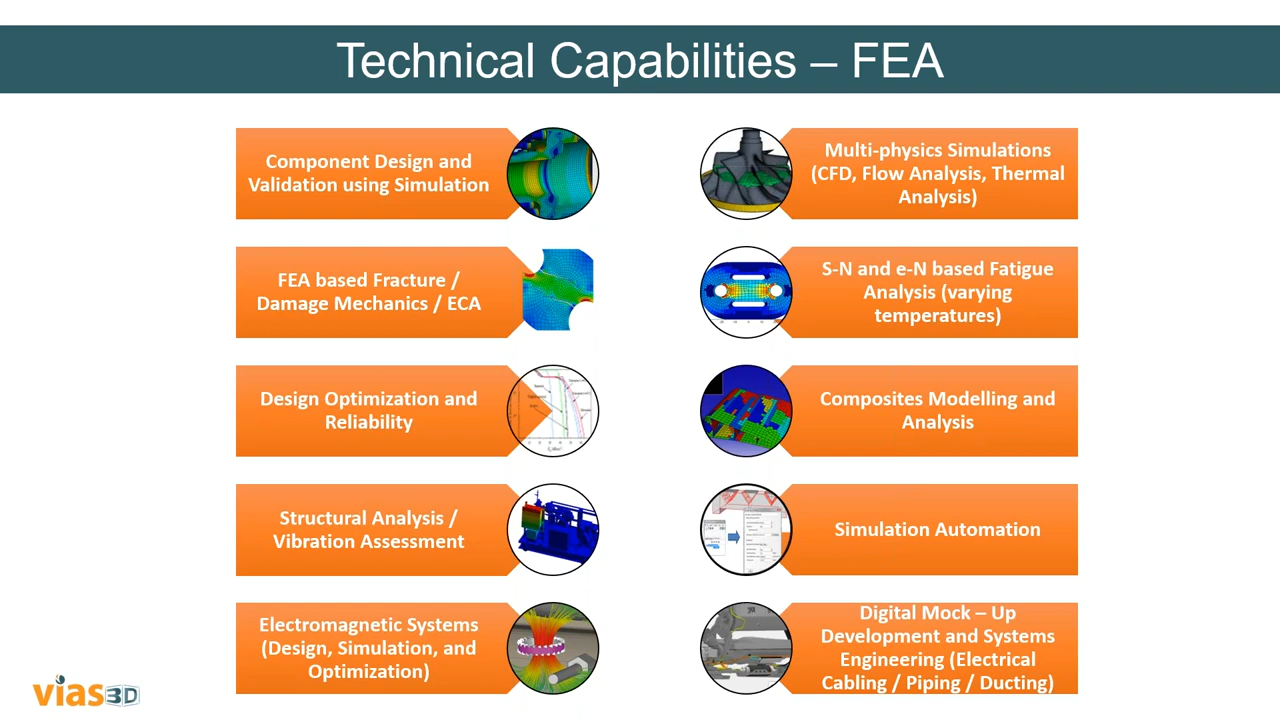 Technical Capabilities – FEA
Component Design and
Validation using Simulation
Multi-physics Simulations
(CFD, Flow Analysis, Thermal
Analysis)
FEA based Fracture /
Damage Mechanics / ECA
S-N and e-N based Fatigue
Analysis (varying
temperatures)
Design Optimization and
Reliability
Composites Modelling and
Analysis
Structural Analysis /
Vibration Assessment
Simulation Automation
Electromagnetic Systems
(Design, Simulation, and
Optimization)
Digital Mock – Up
Development and Systems
Engineering (Electrical
Cabling / Piping / Ducting)
vias3D